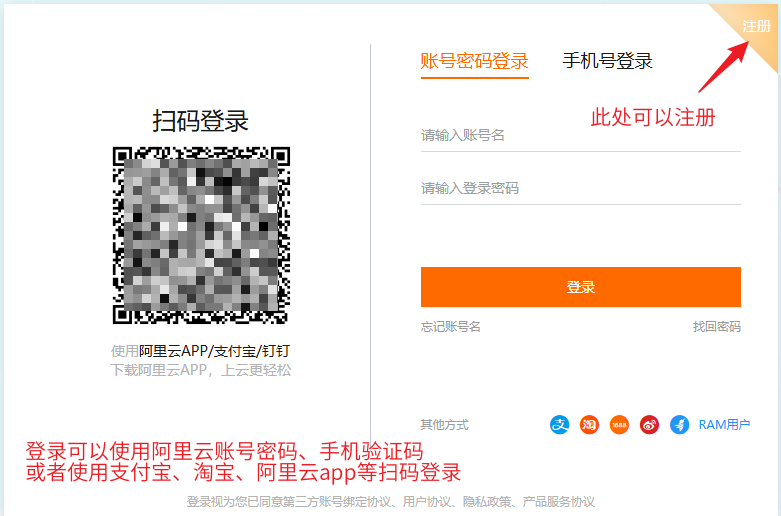 注册
账号密码登录 手机号登录
此处可以注册
扫码登录
请输入账号名
请输入登录密码
登录
忘记账号名 找回密码
使用阿里云APP/支付宝/钉钉
下载阿里云APP，上云更轻松
其他方式 支 淘 1688 RAM用户
登录可以使用阿里云账号密码、手机验证码
或者使用支付宝、淘宝、阿里云app等扫码登录
登录视为您已同意第三方账号绑定协议、用户协议、隐私政策、产品服务协议